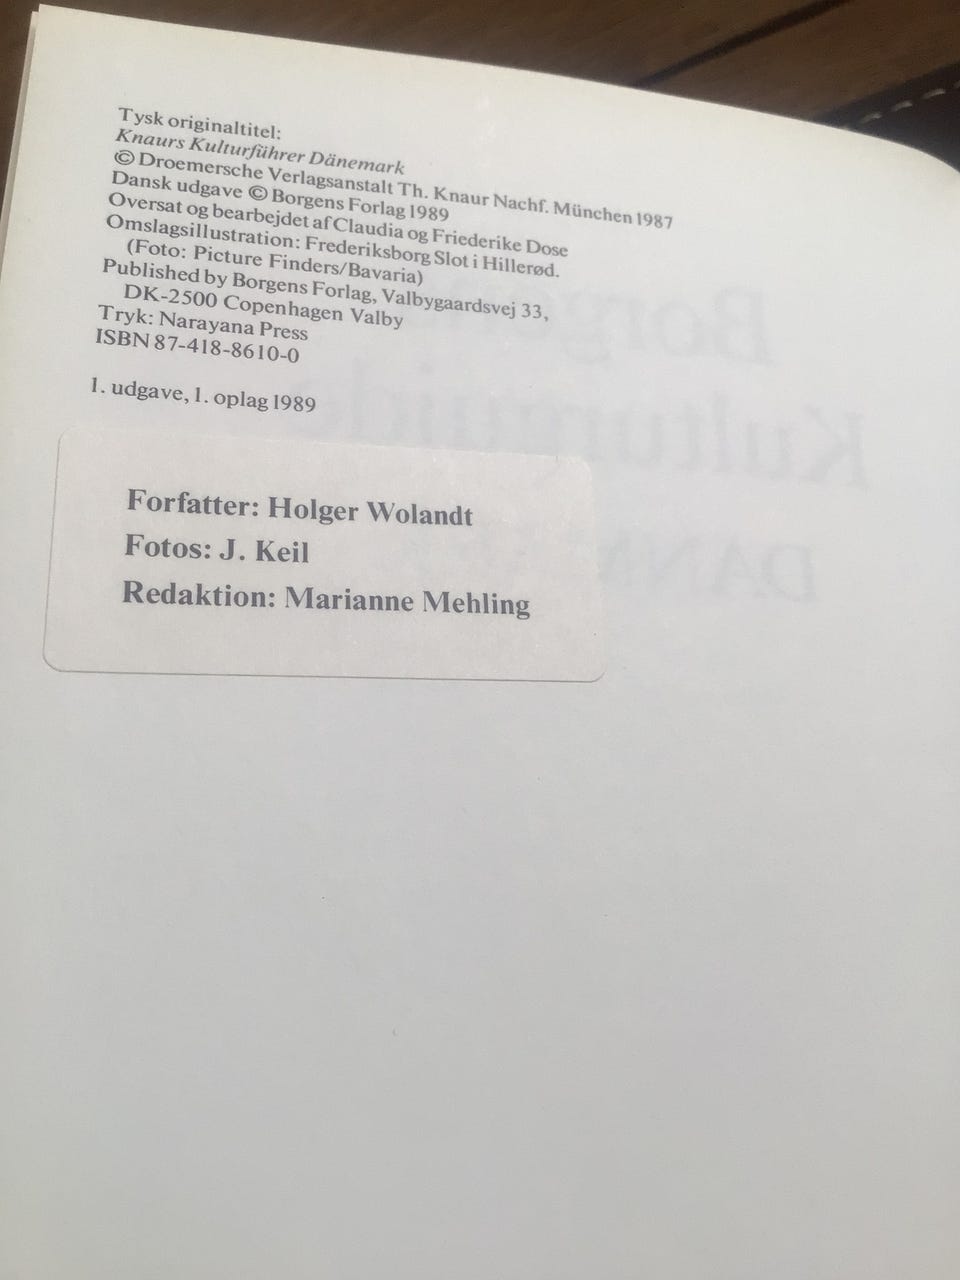 Tysk originaltitel:
Knaurs Kulturführer Dänemark
© Droemersche Verlagsanstalt Th. Knaur Nachf. München 1987
Dansk udgave © Borgens Forlag 1989
Oversat og bearbejdet af Claudia og Friederike Dose
Omslagsillustration: Frederiksborg Slot i Hillerød.
(Foto: Picture Finders/Bavaria)
Published by Borgens Forlag, Valbygaardsvej 33,
DK-2500 Copenhagen Valby
Tryk: Narayana Press
ISBN 87-418-8610-0
1. udgave, 1. oplag 1989
Forfatter: Holger Wolandt
Fotos: J. Keil
Redaktion: Marianne Mehling